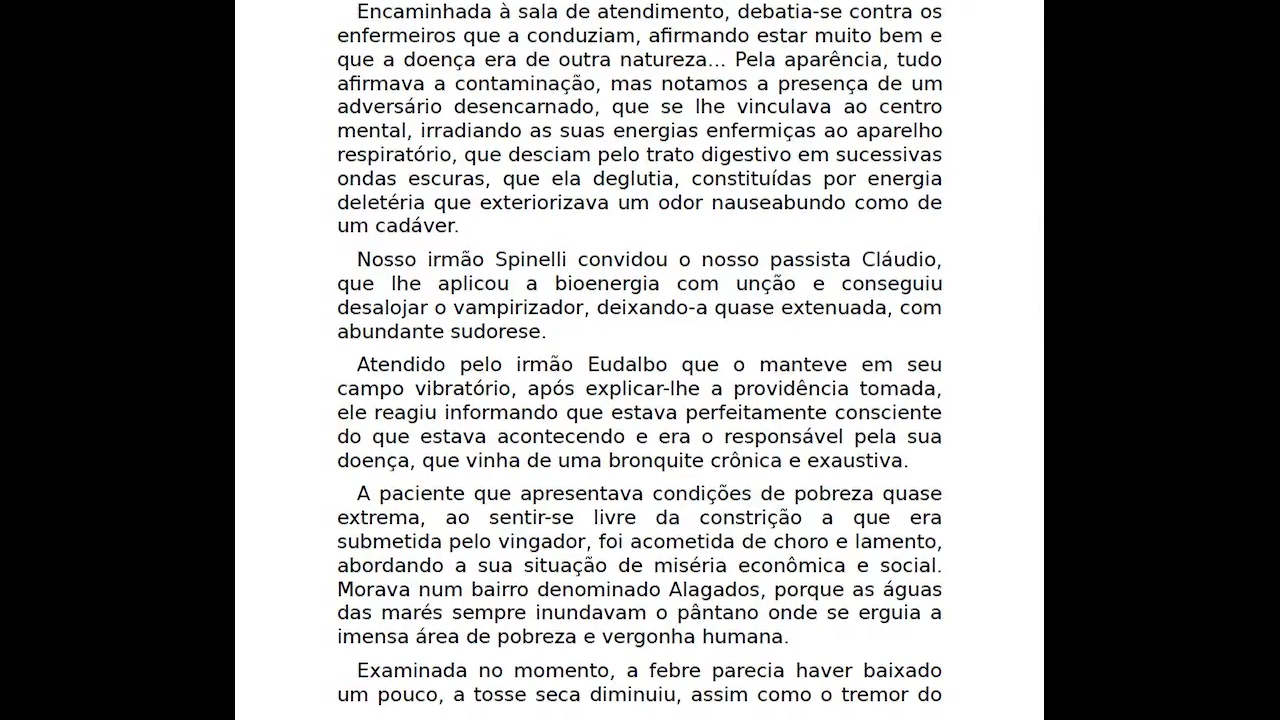 Encaminhada à sala de atendimento, debatia-se contra os
enfermeiros que a conduziam, afirmando estar muito bem e
que a doença era de outra natureza... Pela aparência, tudo
afirmava a contaminação, mas notamos a presença de um
adversário desencarnado, que se lhe vinculava ao centro
mental, irradiando as suas energias enfermiças ao aparelho
respiratório, que desciam pelo trato digestivo em sucessivas
ondas escuras, que ela deglutia, constituídas por energia
deletéria que exteriorizava um odor nauseabundo como de
um cadáver.
Nosso irmão Spinelli convidou o nosso passista Cláudio,
que lhe aplicou a bioenergia com unção e conseguiu
desalojar o vampirizador, deixando-a quase extenuada, com
abundante sudorese.
Atendido pelo irmão Eudalbo que o manteve em seu
campo vibratório, após explicar-lhe a providência tomada,
ele reagiu informando que estava perfeitamente consciente
do que estava acontecendo e era o responsável pela sua
doença, que vinha de uma bronquite crônica e exaustiva.
A paciente que apresentava condições de pobreza quase
extrema, ao sentir-se livre da constrição a que era
submetida pelo vingador, foi acometida de choro e lamento,
abordando a sua situação de miséria econômica e social.
Morava num bairro denominado Alagados, porque as águas
das marés sempre inundavam o pântano onde se erguia a
imensa área de pobreza e vergonha humana.
Examinada no momento, a febre parecia haver baixado
um pouco, a tosse seca diminuiu, assim como o tremor do